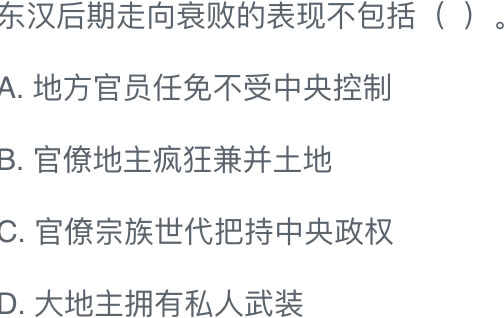 东汉后期走向衰败的表现不包括（ ）。
A. 地方官员任免不受中央控制
B. 官僚地主疯狂兼并土地
C. 官僚宗族世代把持中央政权
D. 大地主拥有私人武装